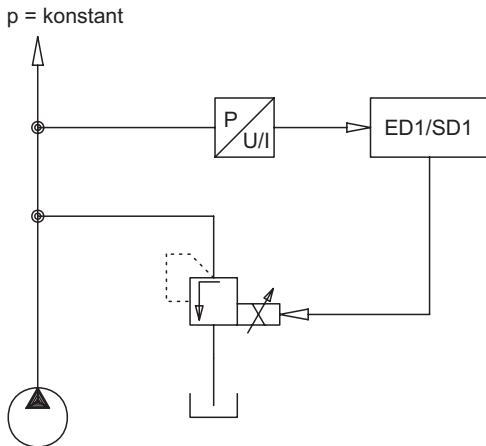 p = konstant
P
U/I
ED1/SD1